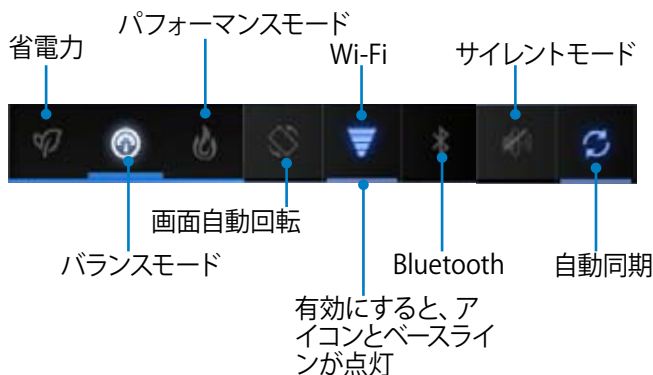 パフォーマンスモード
省電力
Wi-Fi
サイレントモード
画面自動回転
バランスモード
Bluetooth
自動同期
有効にすると、ア
イコンとベースライ
ンが点灯